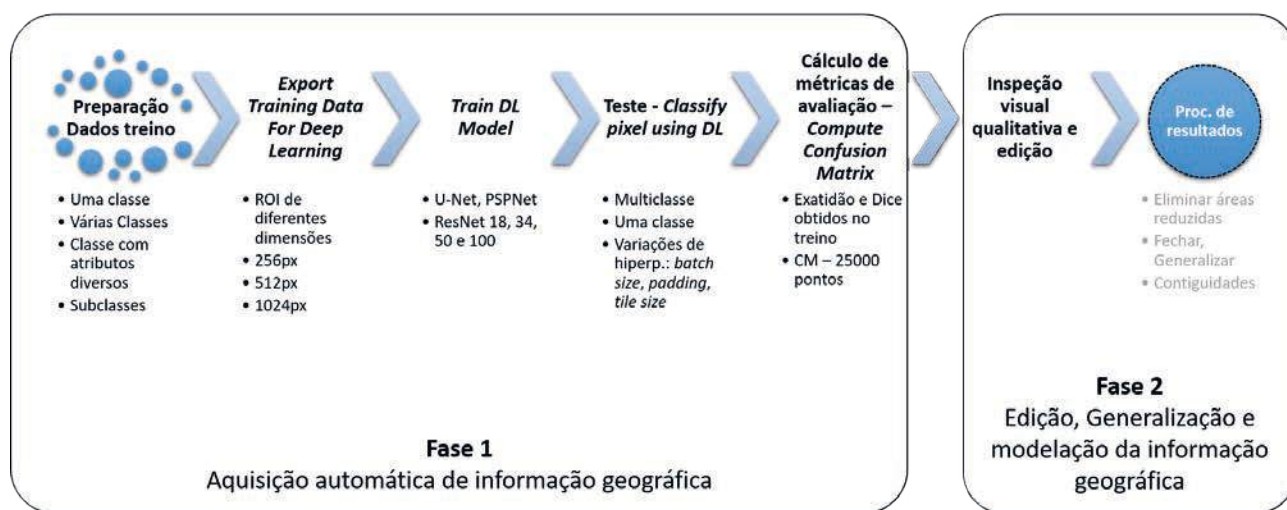 Preparação
Dados treino
• Uma classe
• Várias Classes
• Classe com
atributos
diversos
• Subclasses
Export
Training Data
For Deep
Learning
• ROI de
diferentes
dimensões
• 256px
• 512px
• 1024px
Train DL
Model
• U-Net, PSPNet
• ResNet 18, 34,
50 e 100
Teste - Classify
pixel using DL
• Multiclasse
• Uma classe
• Variações de
hiperp.: batch
size, padding,
tile size
Cálculo de
métricas de
avaliação –
Compute
Confusion
Matrix
• Exatidão e Dice
obtidos no
treino
• CM – 25000
pontos
Fase 1
Aquisição automática de informação geográfica
Inspeção
visual
qualitativa e
edição
Proc. de
resultados
• Eliminar áreas
reduzidas
• Fechar,
Generalizar
• Contiguidades
Fase 2
Edição, Generalização e
modelação da informação
geográfica